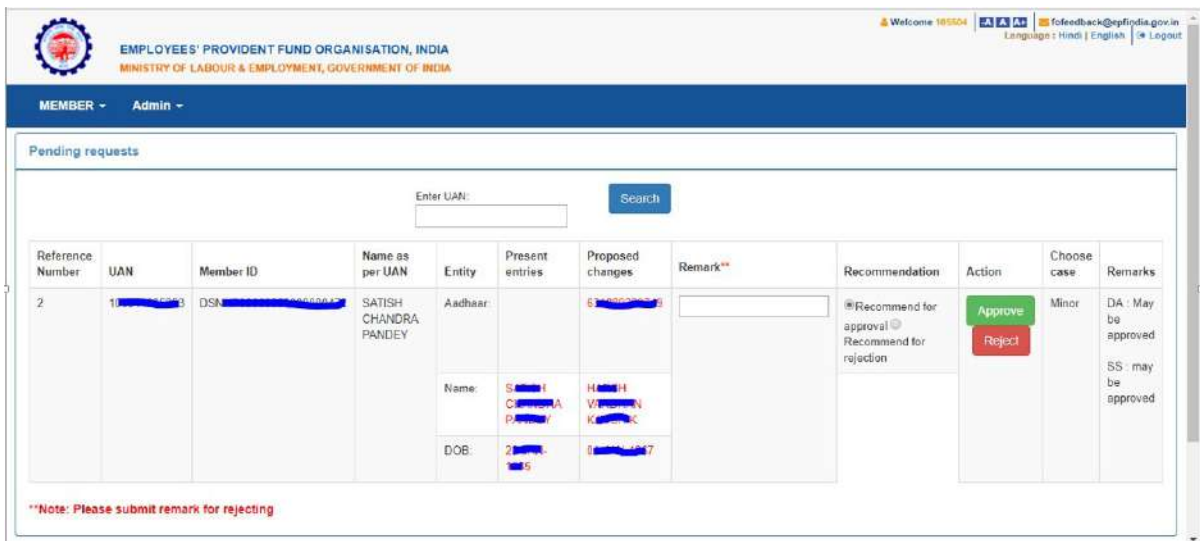 Welcome 105504 -A A A+ fofeedback@epfindia.gov.in
Language : Hindi | English Logout
EMPLOYEES' PROVIDENT FUND ORGANISATION, INDIA
MINISTRY OF LABOUR & EMPLOYMENT, GOVERNMENT OF INDIA
MEMBER Admin
Pending requests
Enter UAN:
Search
Reference Number UAN Member ID Name as per UAN Entity Present entries Proposed changes Remark** Recommendation Action Choose case Remarks
2 SATISH CHANDRA PANDEY Aadhaar: Recommend for approval Recommend for rejection Approve Reject Minor DA : May be approved SS : may be approved
Name:
DOB:
**Note: Please submit remark for rejecting